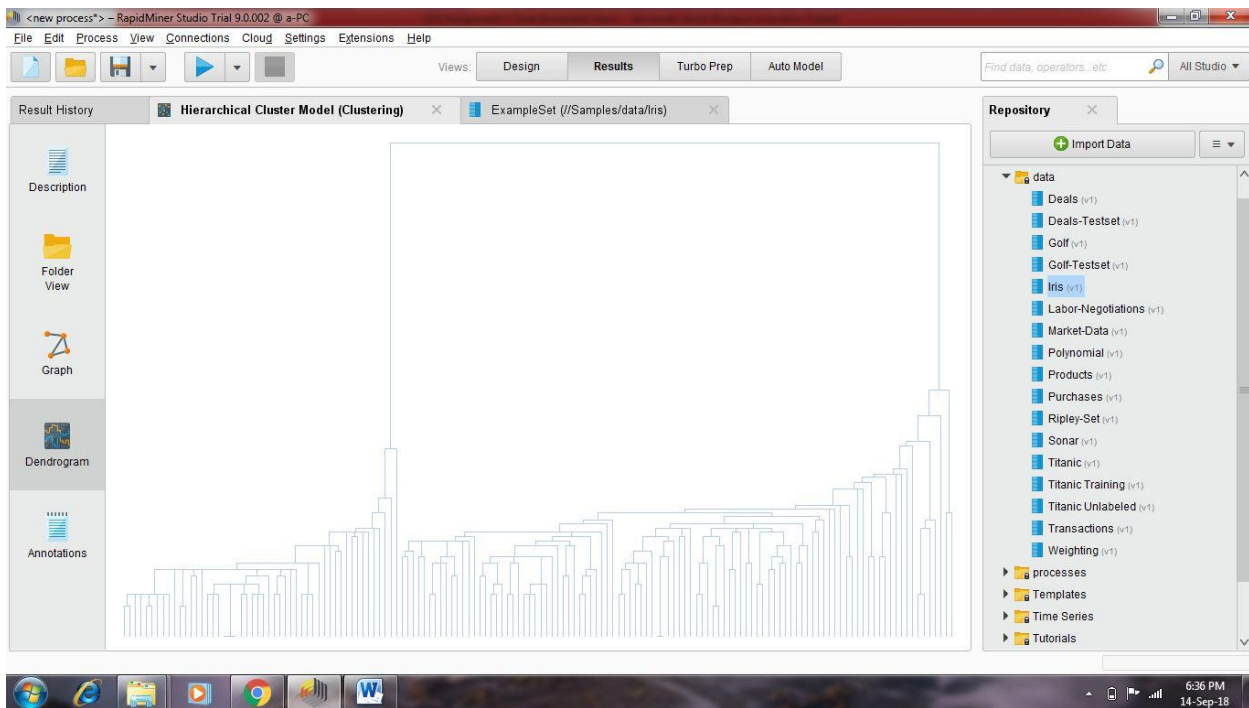 <new process*> – RapidMiner Studio Trial 9.0.002 @ a-PC
File Edit Process View Connections Cloud Settings Extensions Help
Views: Design Results Turbo Prep Auto Model
Find data, operators...etc
All Studio
Result History
Hierarchical Cluster Model (Clustering)
ExampleSet (//Samples/data/Iris)
Description
Folder
View
Graph
Dendrogram
Annotations
Repository
Import Data
data
Deals (v1)
Deals-Testset (v1)
Golf (v1)
Golf-Testset (v1)
Iris (v1)
Labor-Negotiations (v1)
Market-Data (v1)
Polynomial (v1)
Products (v1)
Purchases (v1)
Ripley-Set (v1)
Sonar (v1)
Titanic (v1)
Titanic Training (v1)
Titanic Unlabeled (v1)
Transactions (v1)
Weighting (v1)
processes
Templates
Time Series
Tutorials
W
6:36 PM
14-Sep-18